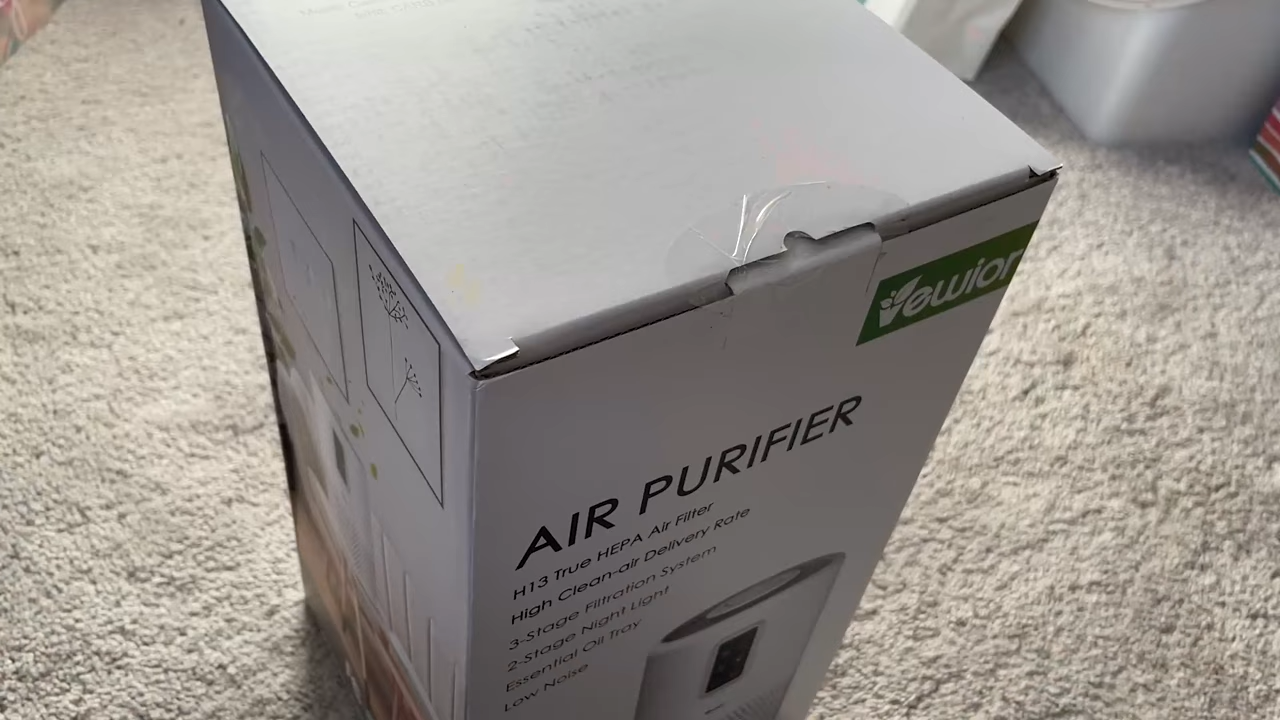 Vewior
AIR PURIFIER
H13 True HEPA Air Filter
High Clean-air Delivery Rate
3-Stage Filtration System
2-Stage Night Light
Essential Oil Tray
Low Noise